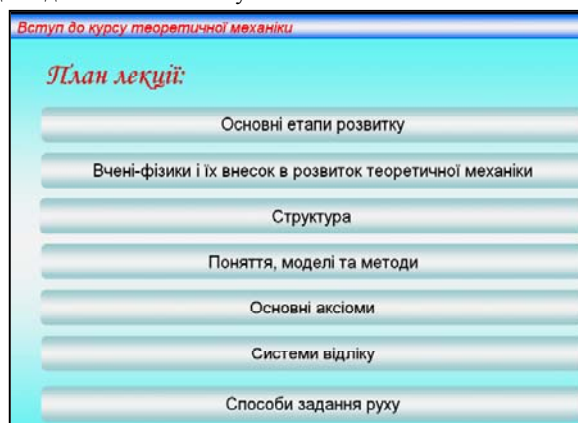 Вступ до курсу теоретичної механіки
План лекції:
Основні етапи розвитку
Вчені-фізики і їх внесок в розвиток теоретичної механіки
Структура
Поняття, моделі та методи
Основні аксіоми
Системи відліку
Способи задання руху